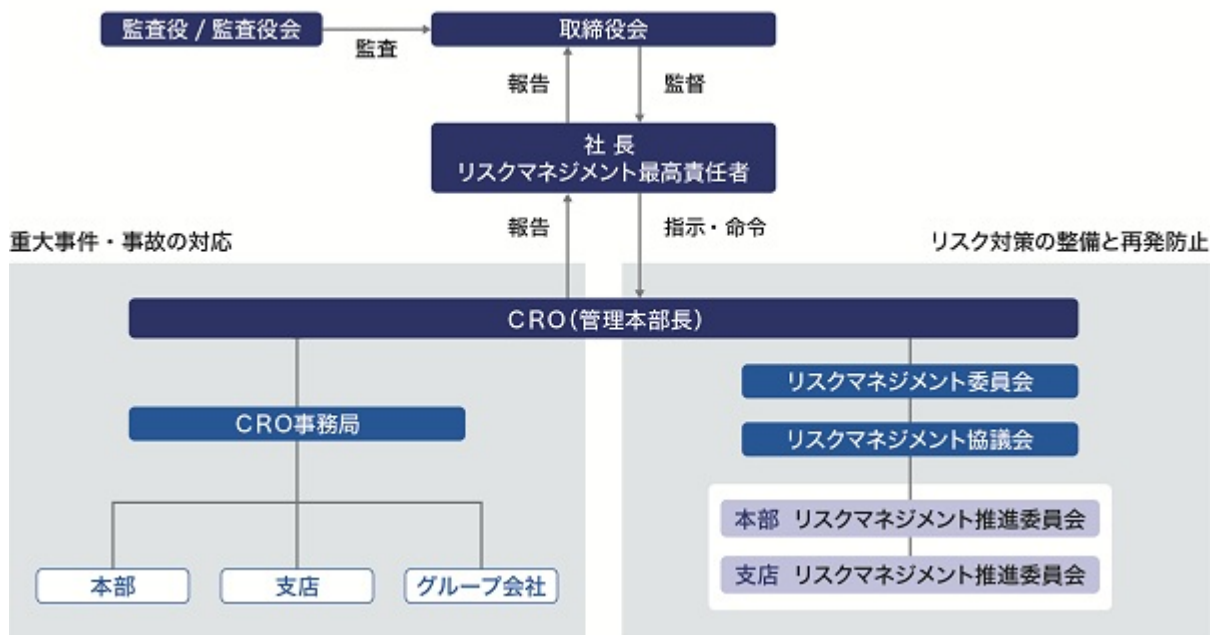 監査役 / 監査役会
監査
取締役会
報告
監督
社 長
リスクマネジメント最高責任者
報告
指示・命令
重大事件・事故の対応
リスク対策の整備と再発防止
CRO(管理本部長)
CRO事務局
本部
支店
グループ会社
リスクマネジメント委員会
リスクマネジメント協議会
本部 リスクマネジメント推進委員会
支店 リスクマネジメント推進委員会